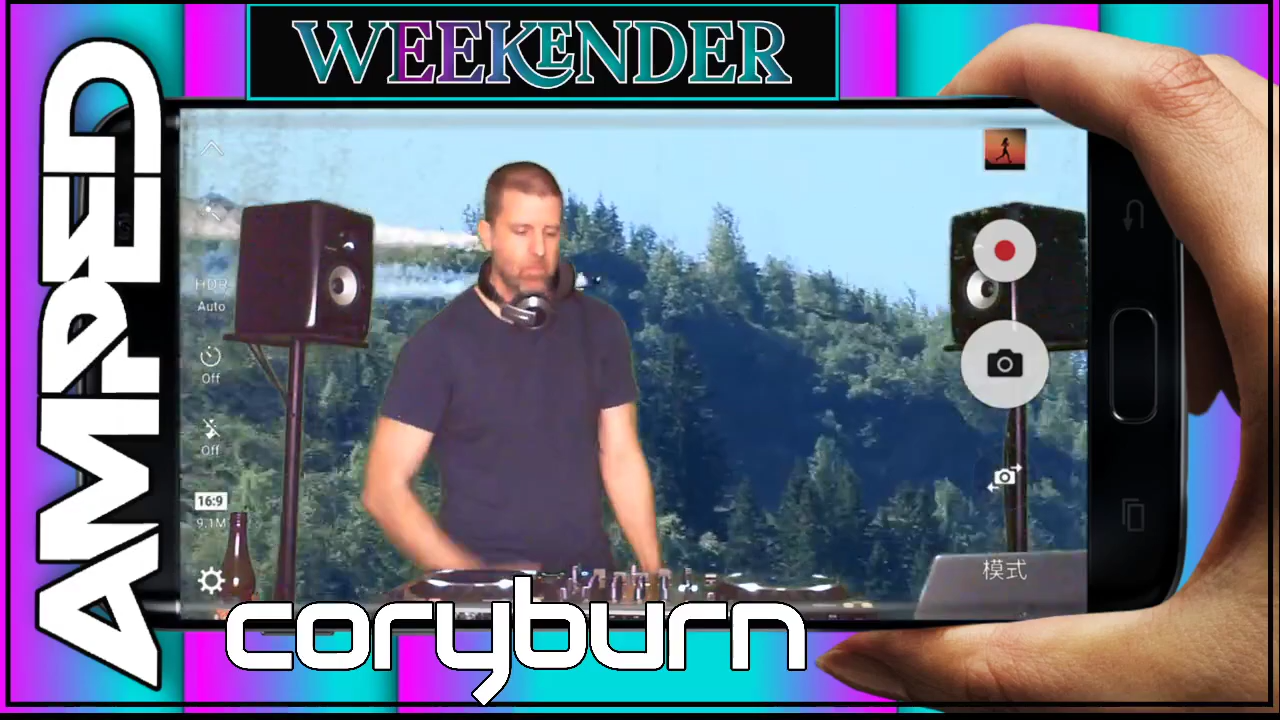 WEEKENDER
AMPED
HDR
Auto
Off
Off
16:9
9.1M
模式
coryburn